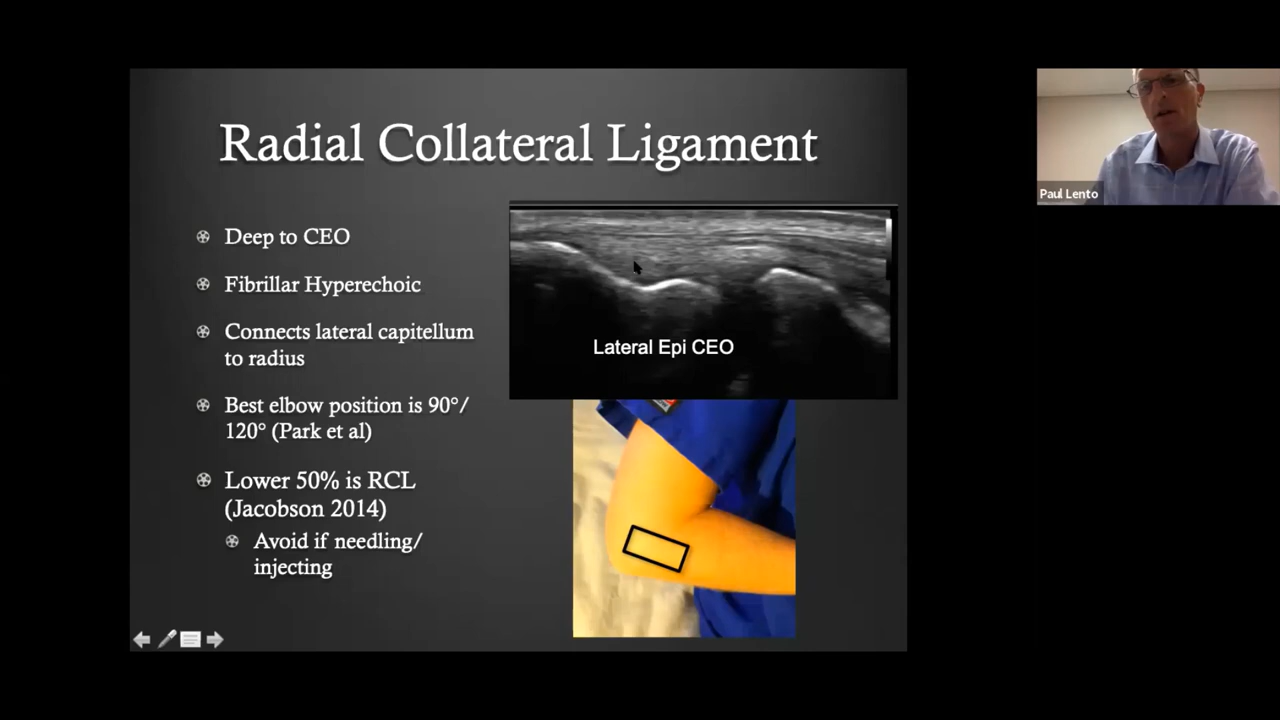 Radial Collateral Ligament
Deep to CEO
Fibrillar Hyperechoic
Connects lateral capitellum
to radius
Best elbow position is 90°/
120° (Park et al)
Lower 50% is RCL
(Jacobson 2014)
Avoid if needling/
injecting
Lateral Epi CEO
Paul Lento